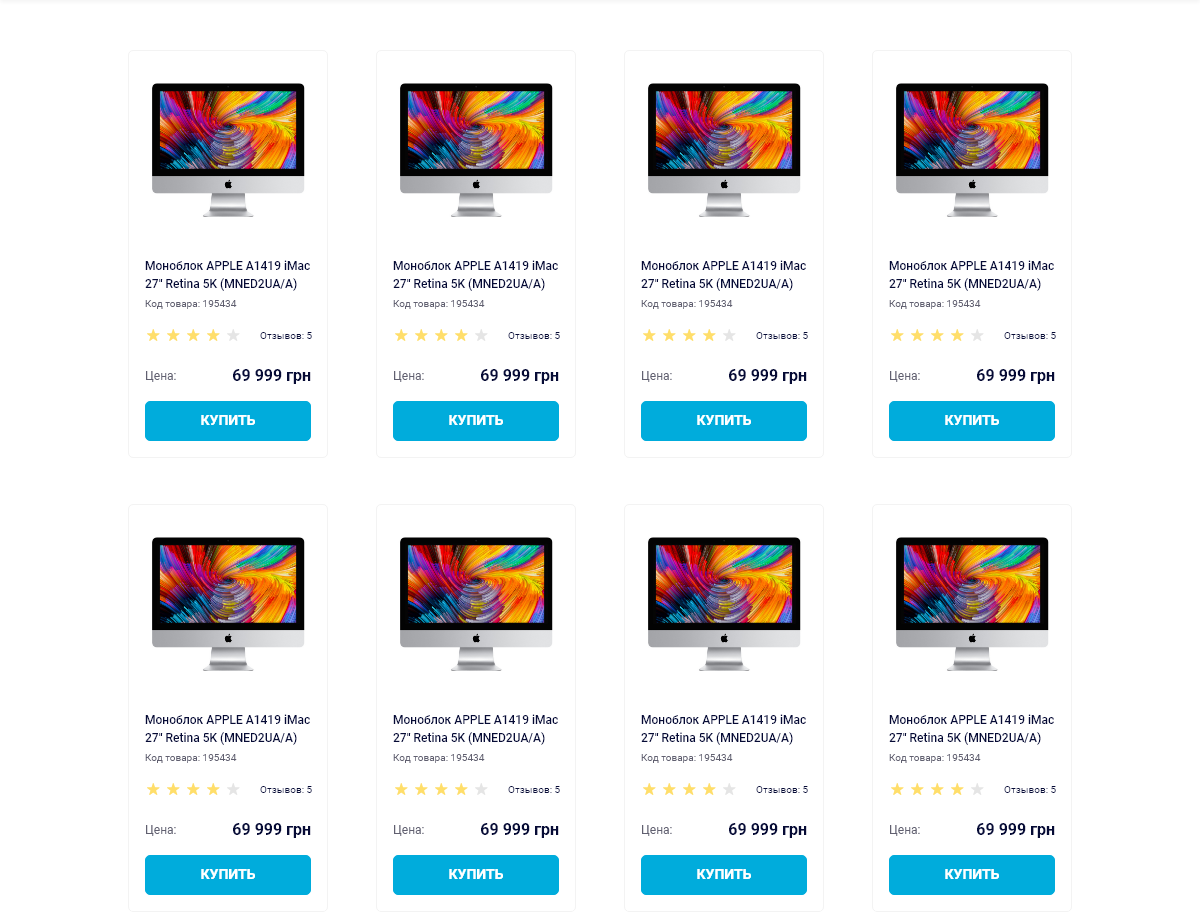 Моноблок APPLE A1419 iMac
27" Retina 5K (MNED2UA/A)
Код товара: 195434
Отзывов: 5
Цена: 69 999 грн
КУПИТЬ
Моноблок APPLE A1419 iMac
27" Retina 5K (MNED2UA/A)
Код товара: 195434
Отзывов: 5
Цена: 69 999 грн
КУПИТЬ
Моноблок APPLE A1419 iMac
27" Retina 5K (MNED2UA/A)
Код товара: 195434
Отзывов: 5
Цена: 69 999 грн
КУПИТЬ
Моноблок APPLE A1419 iMac
27" Retina 5K (MNED2UA/A)
Код товара: 195434
Отзывов: 5
Цена: 69 999 грн
КУПИТЬ
Моноблок APPLE A1419 iMac
27" Retina 5K (MNED2UA/A)
Код товара: 195434
Отзывов: 5
Цена: 69 999 грн
КУПИТЬ
Моноблок APPLE A1419 iMac
27" Retina 5K (MNED2UA/A)
Код товара: 195434
Отзывов: 5
Цена: 69 999 грн
КУПИТЬ
Моноблок APPLE A1419 iMac
27" Retina 5K (MNED2UA/A)
Код товара: 195434
Отзывов: 5
Цена: 69 999 грн
КУПИТЬ
Моноблок APPLE A1419 iMac
27" Retina 5K (MNED2UA/A)
Код товара: 195434
Отзывов: 5
Цена: 69 999 грн
КУПИТЬ